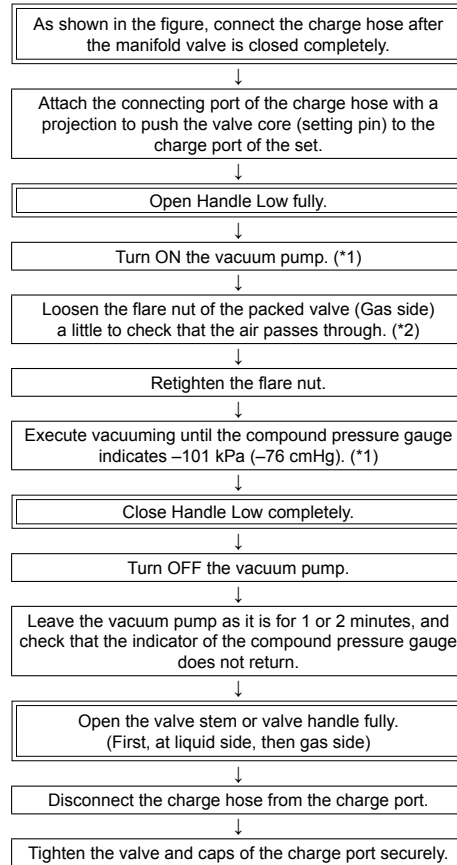 As shown in the figure, connect the charge hose after
the manifold valve is closed completely.
↓
Attach the connecting port of the charge hose with a
projection to push the valve core (setting pin) to the
charge port of the set.
↓
Open Handle Low fully.
↓
Turn ON the vacuum pump. (*1)
↓
Loosen the flare nut of the packed valve (Gas side)
a little to check that the air passes through. (*2)
↓
Retighten the flare nut.
↓
Execute vacuuming until the compound pressure gauge
indicates –101 kPa (–76 cmHg). (*1)
↓
Close Handle Low completely.
↓
Turn OFF the vacuum pump.
↓
Leave the vacuum pump as it is for 1 or 2 minutes, and
check that the indicator of the compound pressure gauge
does not return.
↓
Open the valve stem or valve handle fully.
(First, at liquid side, then gas side)
↓
Disconnect the charge hose from the charge port.
↓
Tighten the valve and caps of the charge port securely.